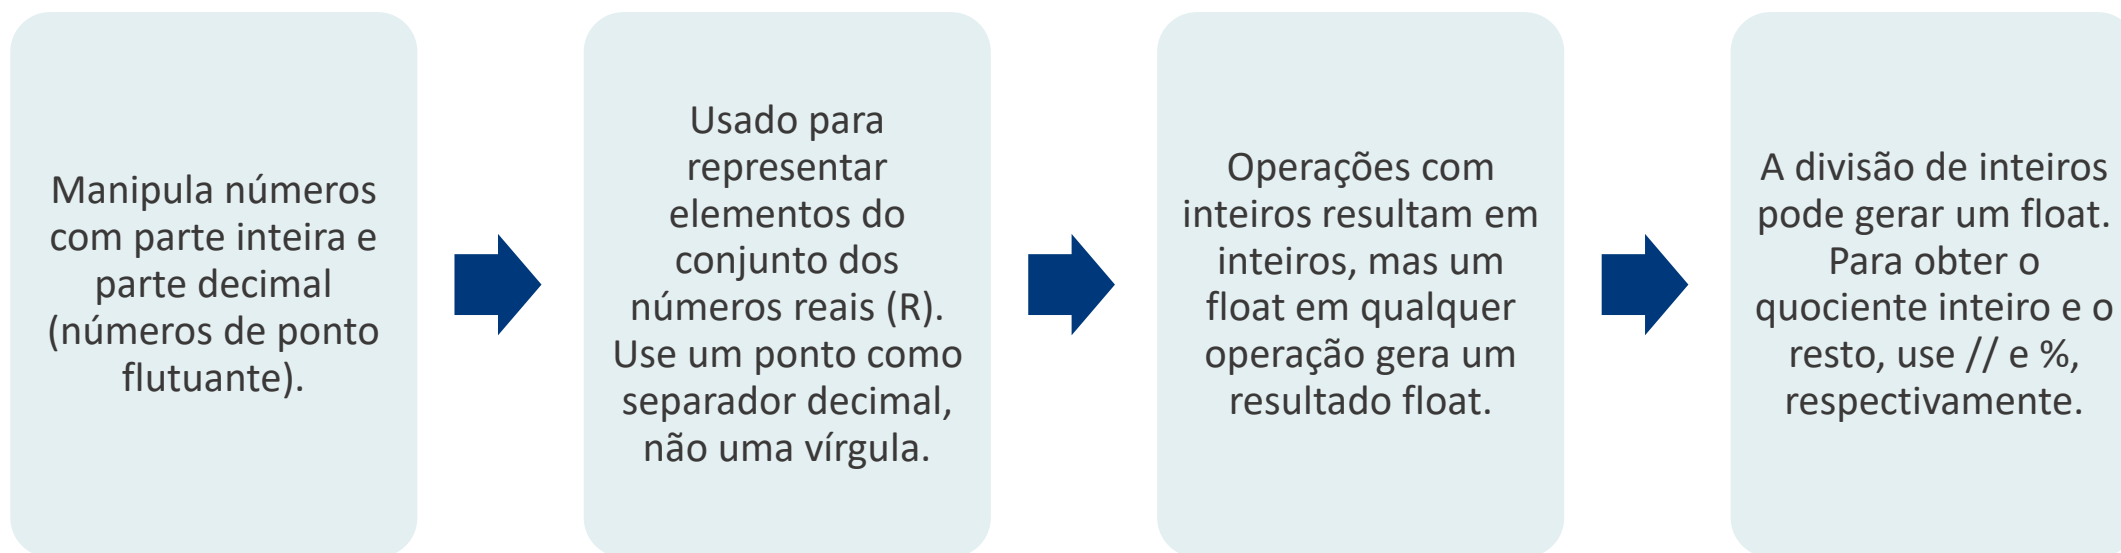 Manipula números
com parte inteira e
parte decimal
(números de ponto
flutuante).
Usado para
representar
elementos do
conjunto dos
números reais (R).
Use um ponto como
separador decimal,
não uma vírgula.
Operações com
inteiros resultam em
inteiros, mas um
float em qualquer
operação gera um
resultado float.
A divisão de inteiros
pode gerar um float.
Para obter o
quociente inteiro e o
resto, use // e %,
respectivamente.